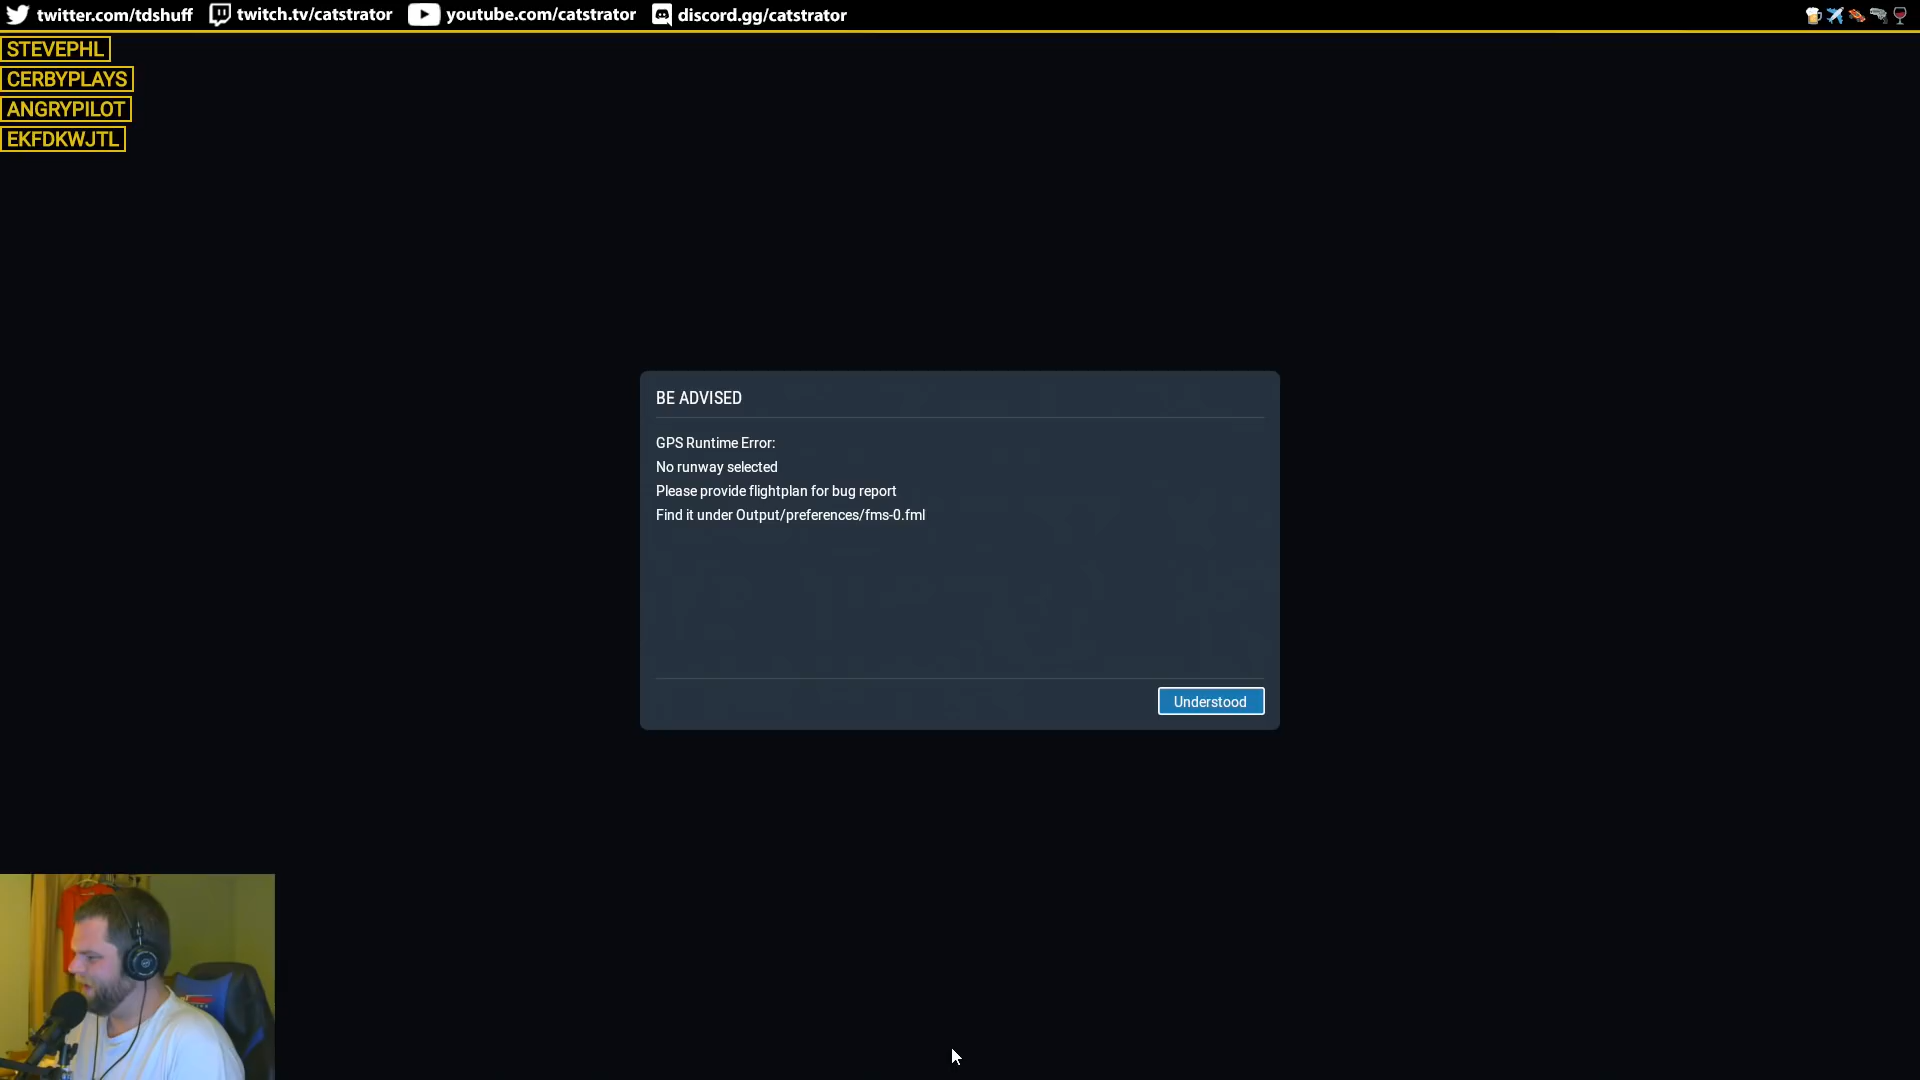 twitter.com/tdshuff twitch.tv/catstrator youtube.com/catstrator discord.gg/catstrator
STEVEPHL
CERBYPLAYS
ANGRYPILOT
EKFDKWJTL
BE ADVISED
GPS Runtime Error:
No runway selected
Please provide flightplan for bug report
Find it under Output/preferences/fms-0.fml
Understood